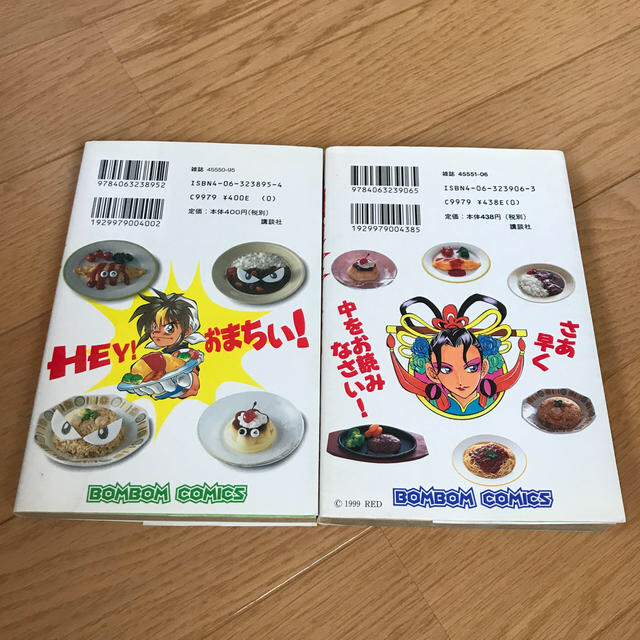 9784063238952
1929979004002
雑誌 45550-95
ISBN4-06-323895-4
C9979 ¥400E (0)
定価：本体400円(税別)
講談社
HEY!
おまちぃ!
BOMBOM COMICS
9784063239065
1929979004385
雑誌 45551-06
ISBN4-06-323906-3
C9979 ¥438E(0)
定価：本体438円(税別)
講談社
さあ
早く
中をお読み
なさい!
© 1999 RED
BOMBOM COMICS